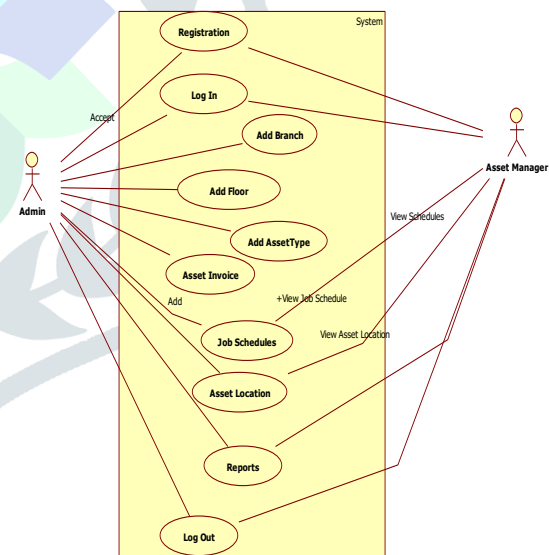 System
Registration
Log In
Accept
Add Branch
Asset Manager
Add Floor
Admin
View Schedules
Add AssetType
Asset Invoice
+View Job Schedule
Add
View Asset Location
Job Schedules
Asset Location
Reports
Log Out